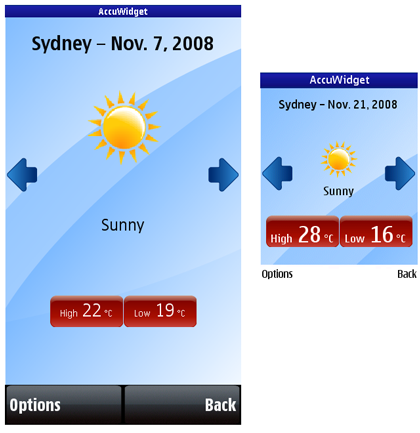 AccuWidget
Sydney – Nov. 7, 2008
Sunny
High 22 °C Low 19 °C
Options Back
AccuWidget
Sydney – Nov. 21, 2008
Sunny
High 28 °C Low 16 °C
Options Back